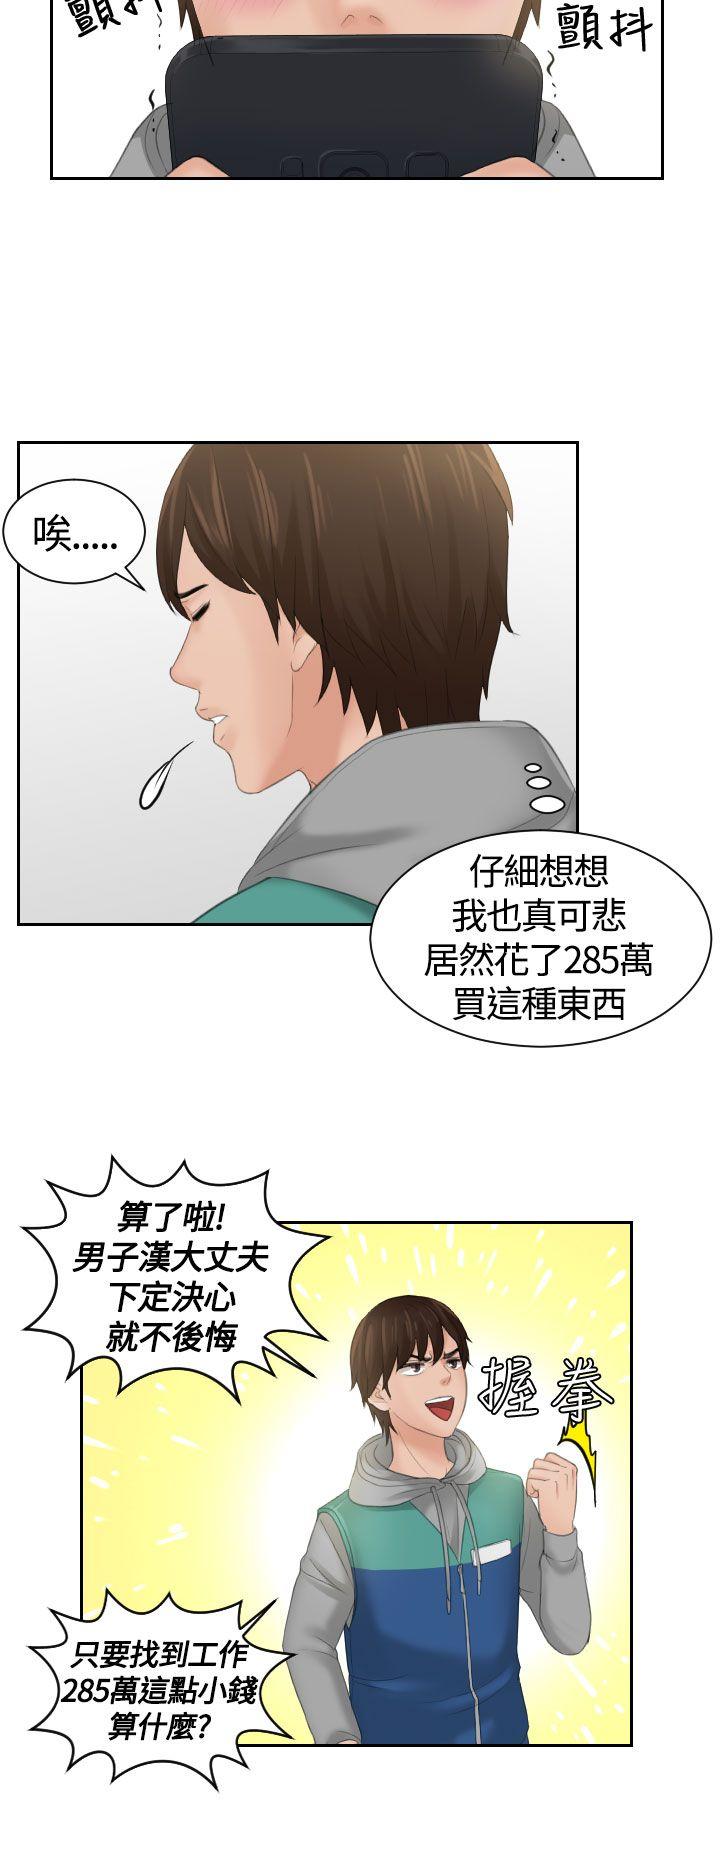 顫抖
顫抖
唉.....
仔細想想
我也真可悲
居然花了285萬
買這種東西
算了啦!
男子漢大丈夫
下定決心
就不後悔
握拳
只要找到工作
285萬這點小錢
算什麼?